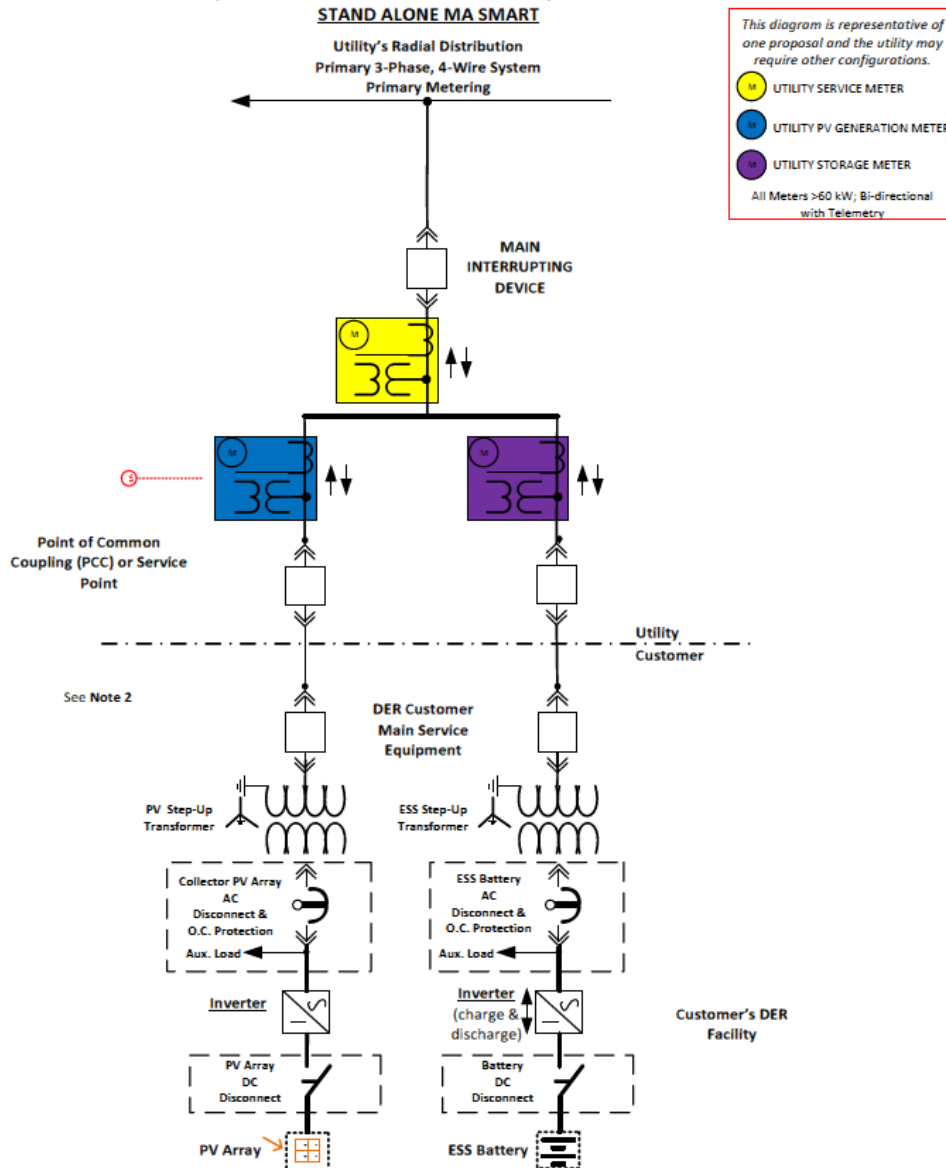 STAND ALONE MA SMART
Utility's Radial Distribution
Primary 3-Phase, 4-Wire System
Primary Metering
This diagram is representative of
one proposal and the utility may
require other configurations.
M UTILITY SERVICE METER
M UTILITY PV GENERATION METER
M UTILITY STORAGE METER
All Meters >60 kW; Bi-directional
with Telemetry
MAIN
INTERRUPTING
DEVICE
M
M
M
$
Point of Common
Coupling (PCC) or Service
Point
Utility
Customer
See Note 2
DER Customer
Main Service
Equipment
PV Step-Up
Transformer
ESS Step-Up
Transformer
Collector PV Array
AC
Disconnect &
O.C. Protection
Aux. Load
ESS Battery
AC
Disconnect &
O.C. Protection
Aux. Load
Inverter
Inverter
(charge &
discharge)
Customer's DER
Facility
PV Array
DC
Disconnect
Battery
DC
Disconnect
PV Array
ESS Battery